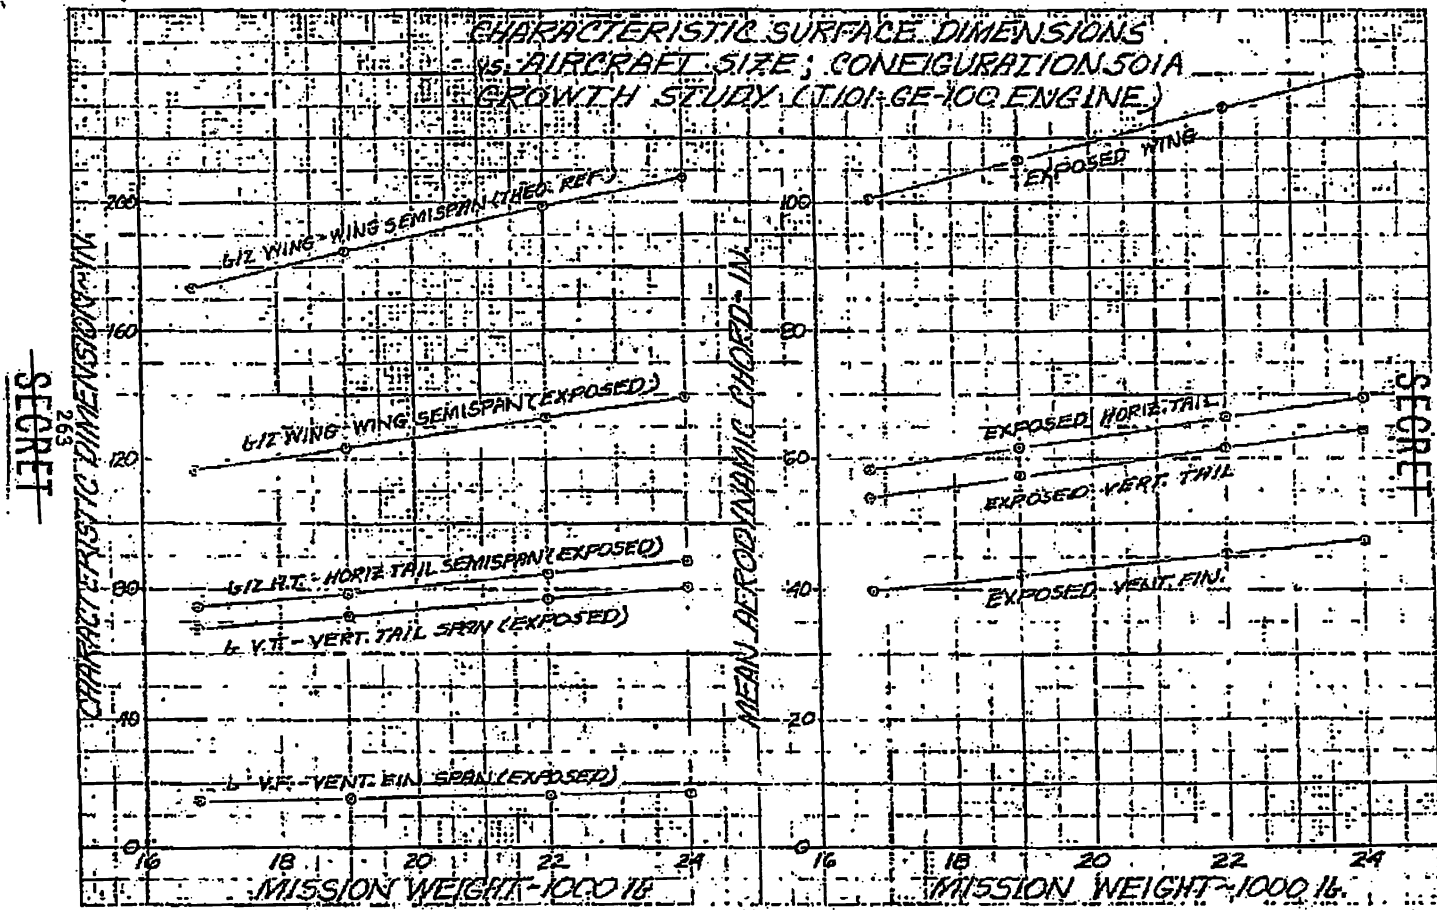 CHARACTERISTIC SURFACE DIMENSIONS
vs. AIRCRAFT SIZE; CONFIGURATION 501A
GROWTH STUDY (J101-GE-100 ENGINE)
CHARACTERISTIC DIMENSION~IN.
200
160
120
80
40
0
b/2 WING-WING SEMISPAN (THEO. REF.)
b/2 WING-WING SEMISPAN (EXPOSED)
b/2 H.T.-HORIZ TAIL SEMISPAN (EXPOSED)
b V.T.-VERT. TAIL SPAN (EXPOSED)
b V.F.-VENT. FIN SPAN (EXPOSED)
16 18 20 22 24
MISSION WEIGHT-1000 lb
MEAN AERODYNAMIC CHORD-IN.
100
80
60
40
20
0
EXPOSED WING
EXPOSED HORIZ. TAIL
EXPOSED VERT. TAIL
EXPOSED VENT. FIN.
16 18 20 22 24
MISSION WEIGHT~1000 lb.
SECRET
263
SECRET